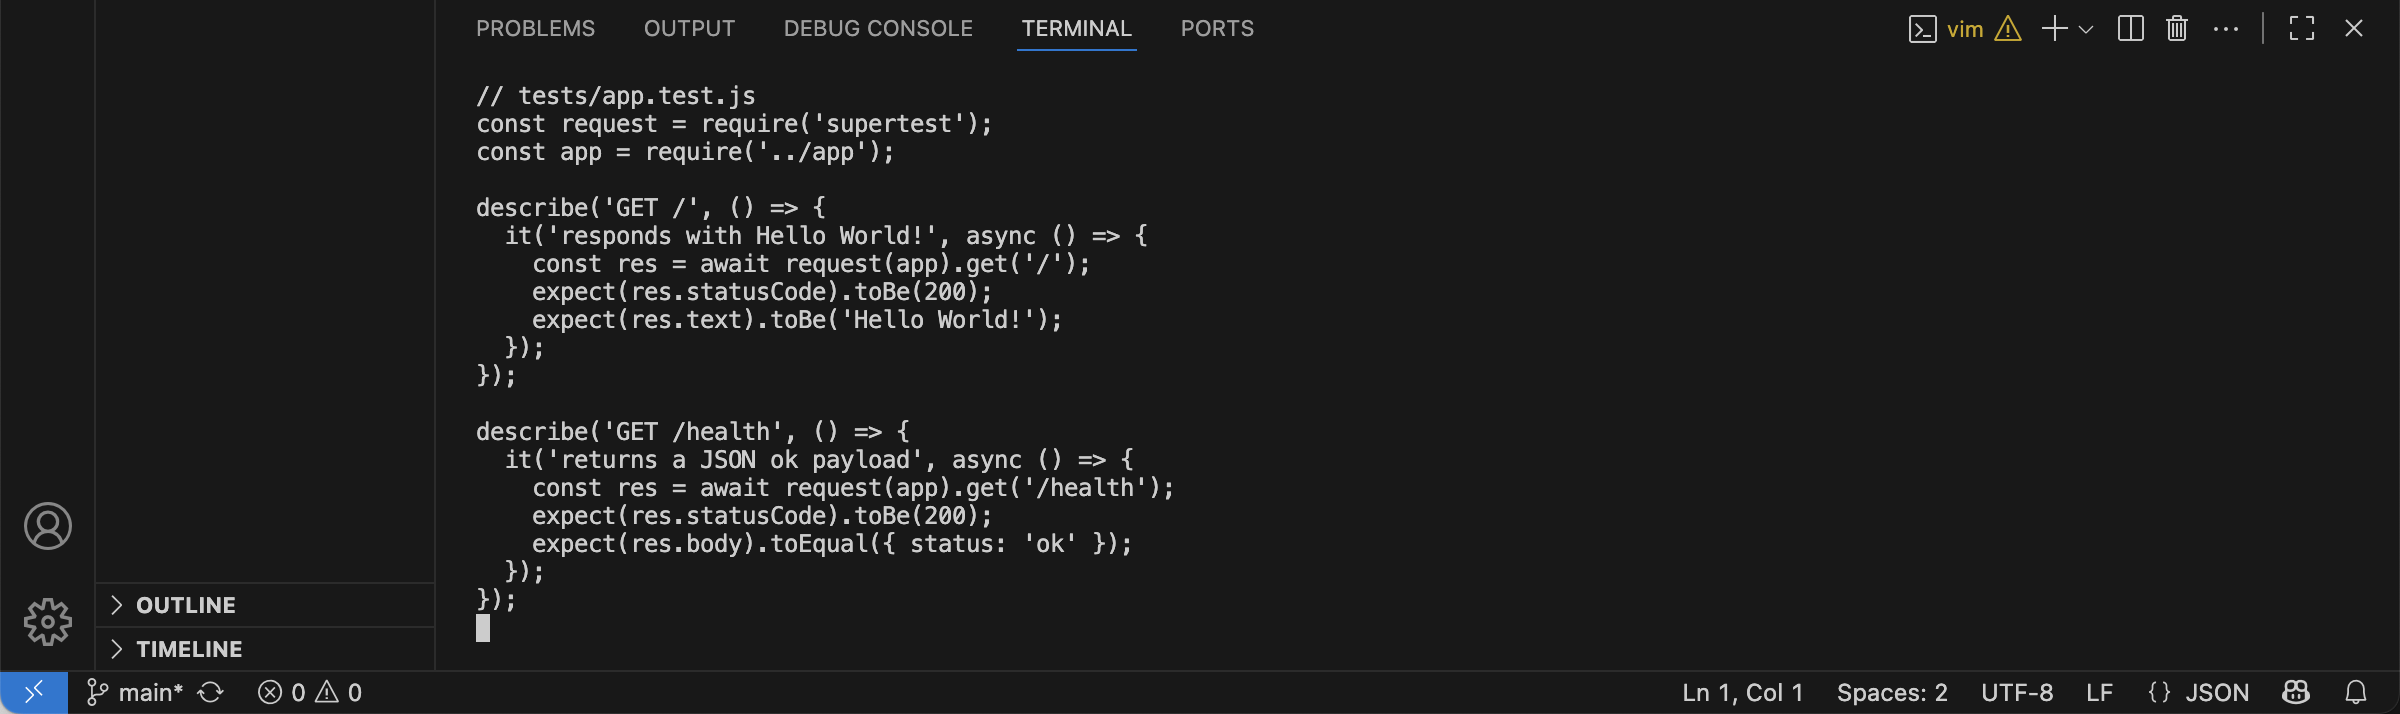 PROBLEMS OUTPUT DEBUG CONSOLE TERMINAL PORTS vim
// tests/app.test.js
const request = require('supertest');
const app = require('../app');
describe('GET /', () => {
  it('responds with Hello World!', async () => {
    const res = await request(app).get('/');
    expect(res.statusCode).toBe(200);
    expect(res.text).toBe('Hello World!');
  });
});
describe('GET /health', () => {
  it('returns a JSON ok payload', async () => {
    const res = await request(app).get('/health');
    expect(res.statusCode).toBe(200);
    expect(res.body).toEqual({ status: 'ok' });
  });
});
OUTLINE
TIMELINE
main* 0 0 Ln 1, Col 1 Spaces: 2 UTF-8 LF {} JSON